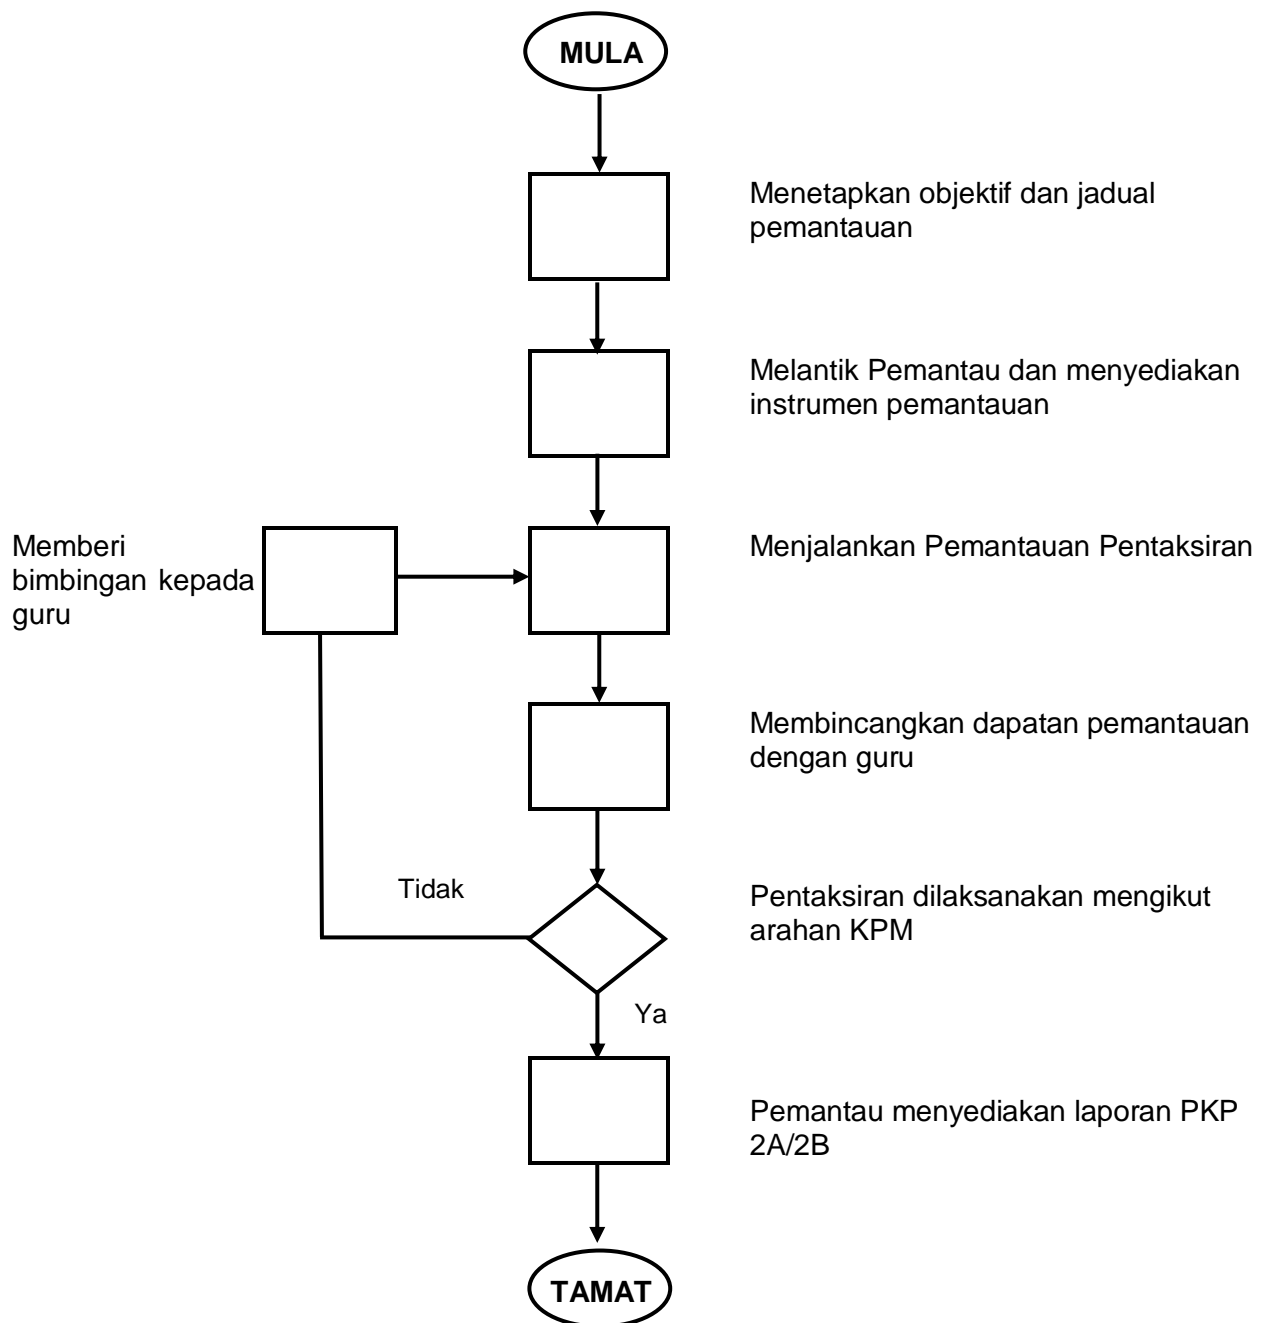 MULA
Menetapkan objektif dan jadual
pemantauan
Melantik Pemantau dan menyediakan
instrumen pemantauan
Memberi
bimbingan kepada
guru
Menjalankan Pemantauan Pentaksiran
Membincangkan dapatan pemantauan
dengan guru
Tidak
Pentaksiran dilaksanakan mengikut
arahan KPM
Ya
Pemantau menyediakan laporan PKP
2A/2B
TAMAT